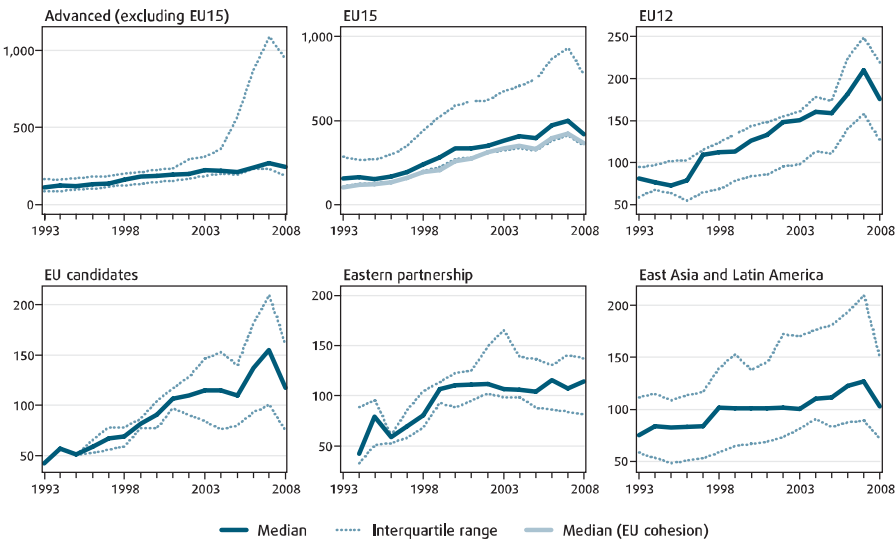 Advanced (excluding EU15)
1,000
500
0
1993 1998 2003 2008
EU15
1,000
500
0
1993 1998 2003 2008
EU12
250
200
150
100
50
1993 1998 2003 2008
EU candidates
200
150
100
50
1993 1998 2003 2008
Eastern partnership
200
150
100
50
1993 1998 2003 2008
East Asia and Latin America
200
150
100
50
1993 1998 2003 2008
Median Interquartile range Median (EU cohesion)